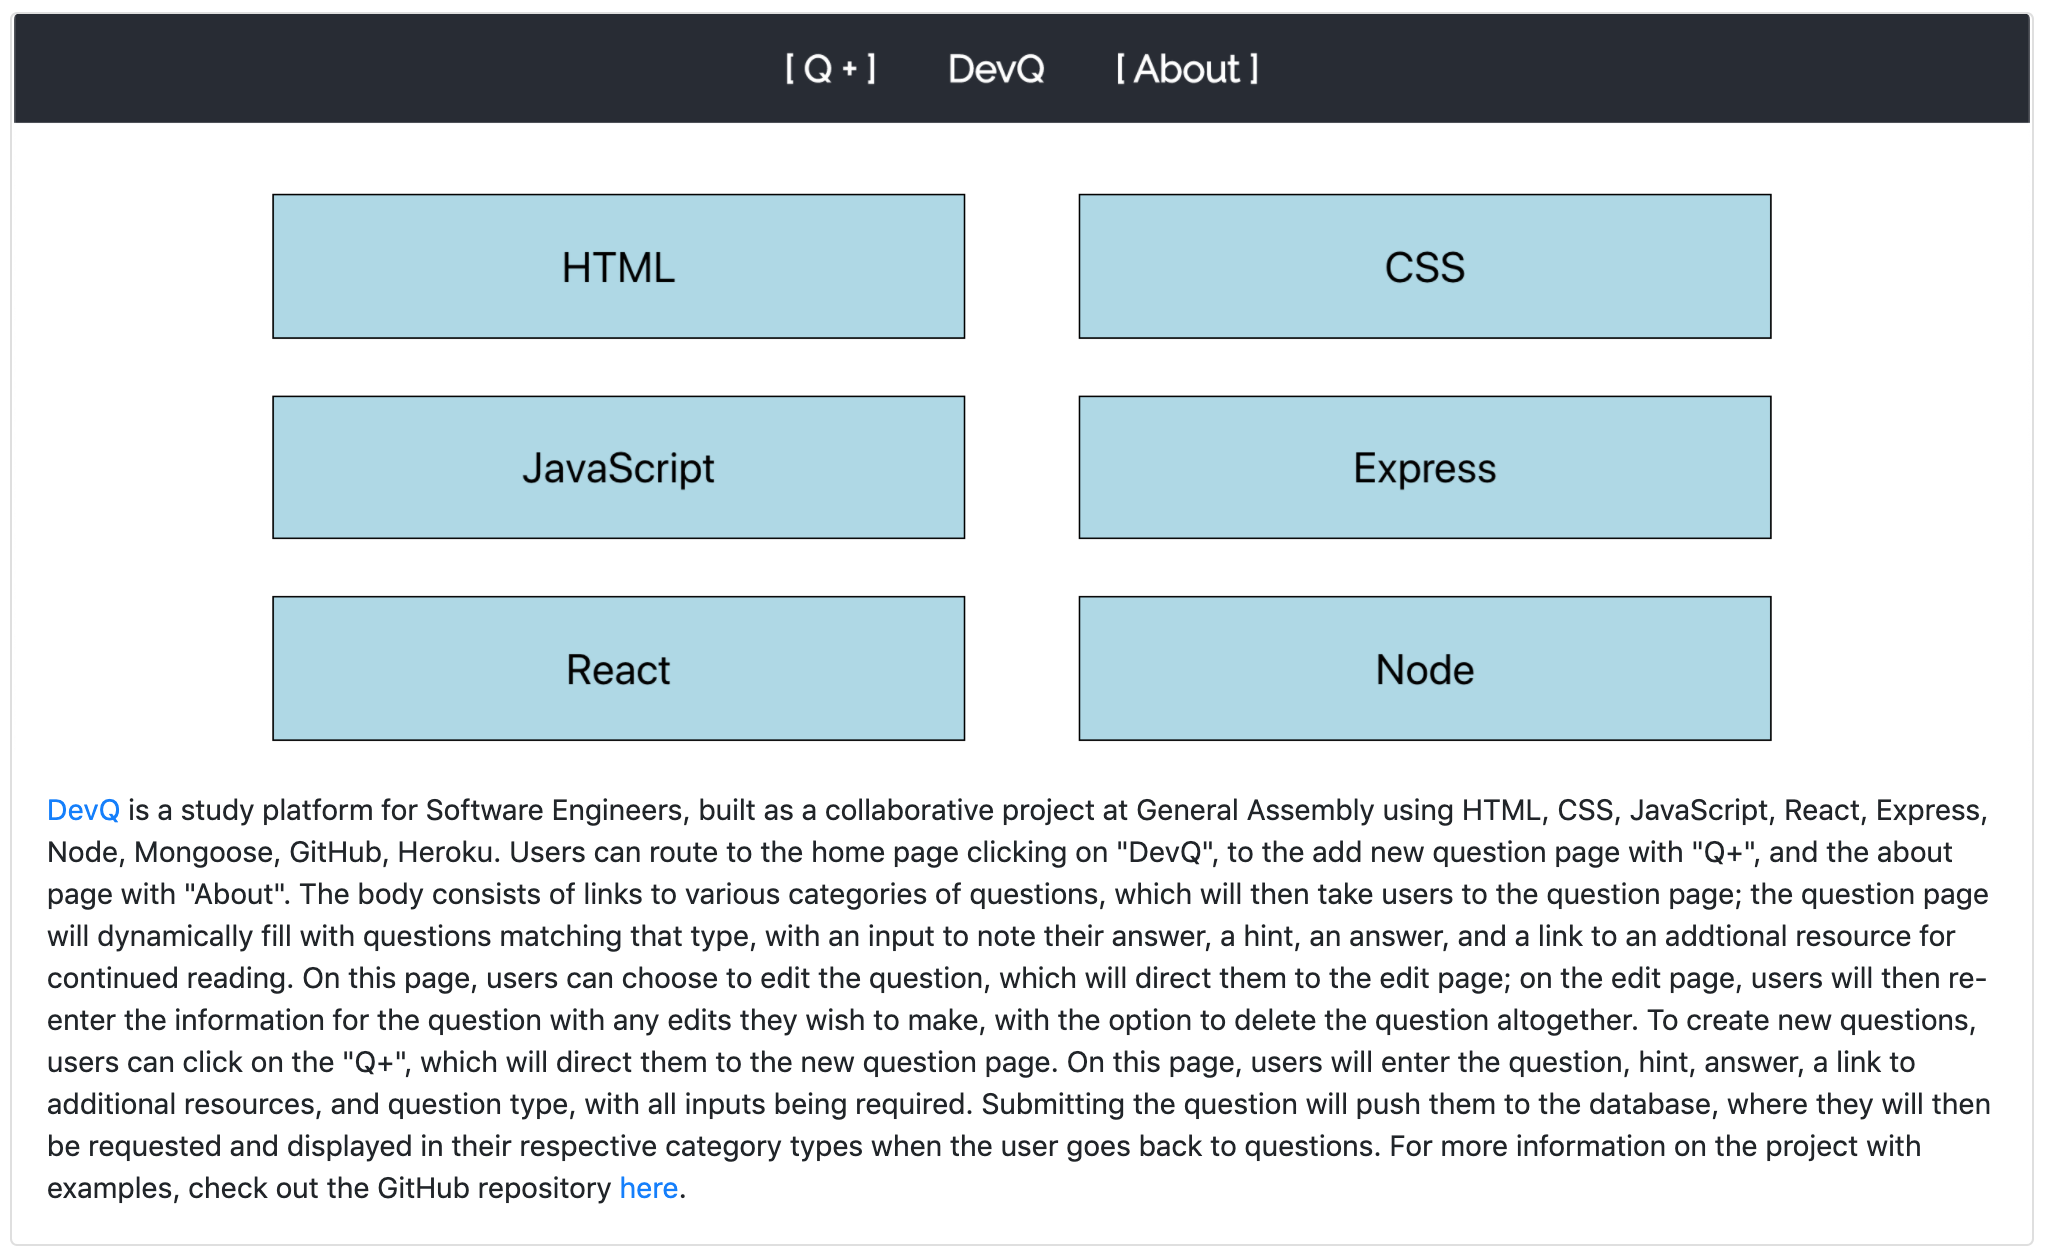 [ Q + ] DevQ [ About ]
HTML CSS
JavaScript Express
React Node
DevQ is a study platform for Software Engineers, built as a collaborative project at General Assembly using HTML, CSS, JavaScript, React, Express,
Node, Mongoose, GitHub, Heroku. Users can route to the home page clicking on "DevQ", to the add new question page with "Q+", and the about
page with "About". The body consists of links to various categories of questions, which will then take users to the question page; the question page
will dynamically fill with questions matching that type, with an input to note their answer, a hint, an answer, and a link to an addtional resource for
continued reading. On this page, users can choose to edit the question, which will direct them to the edit page; on the edit page, users will then re-
enter the information for the question with any edits they wish to make, with the option to delete the question altogether. To create new questions,
users can click on the "Q+", which will direct them to the new question page. On this page, users will enter the question, hint, answer, a link to
additional resources, and question type, with all inputs being required. Submitting the question will push them to the database, where they will then
be requested and displayed in their respective category types when the user goes back to questions. For more information on the project with
examples, check out the GitHub repository here.